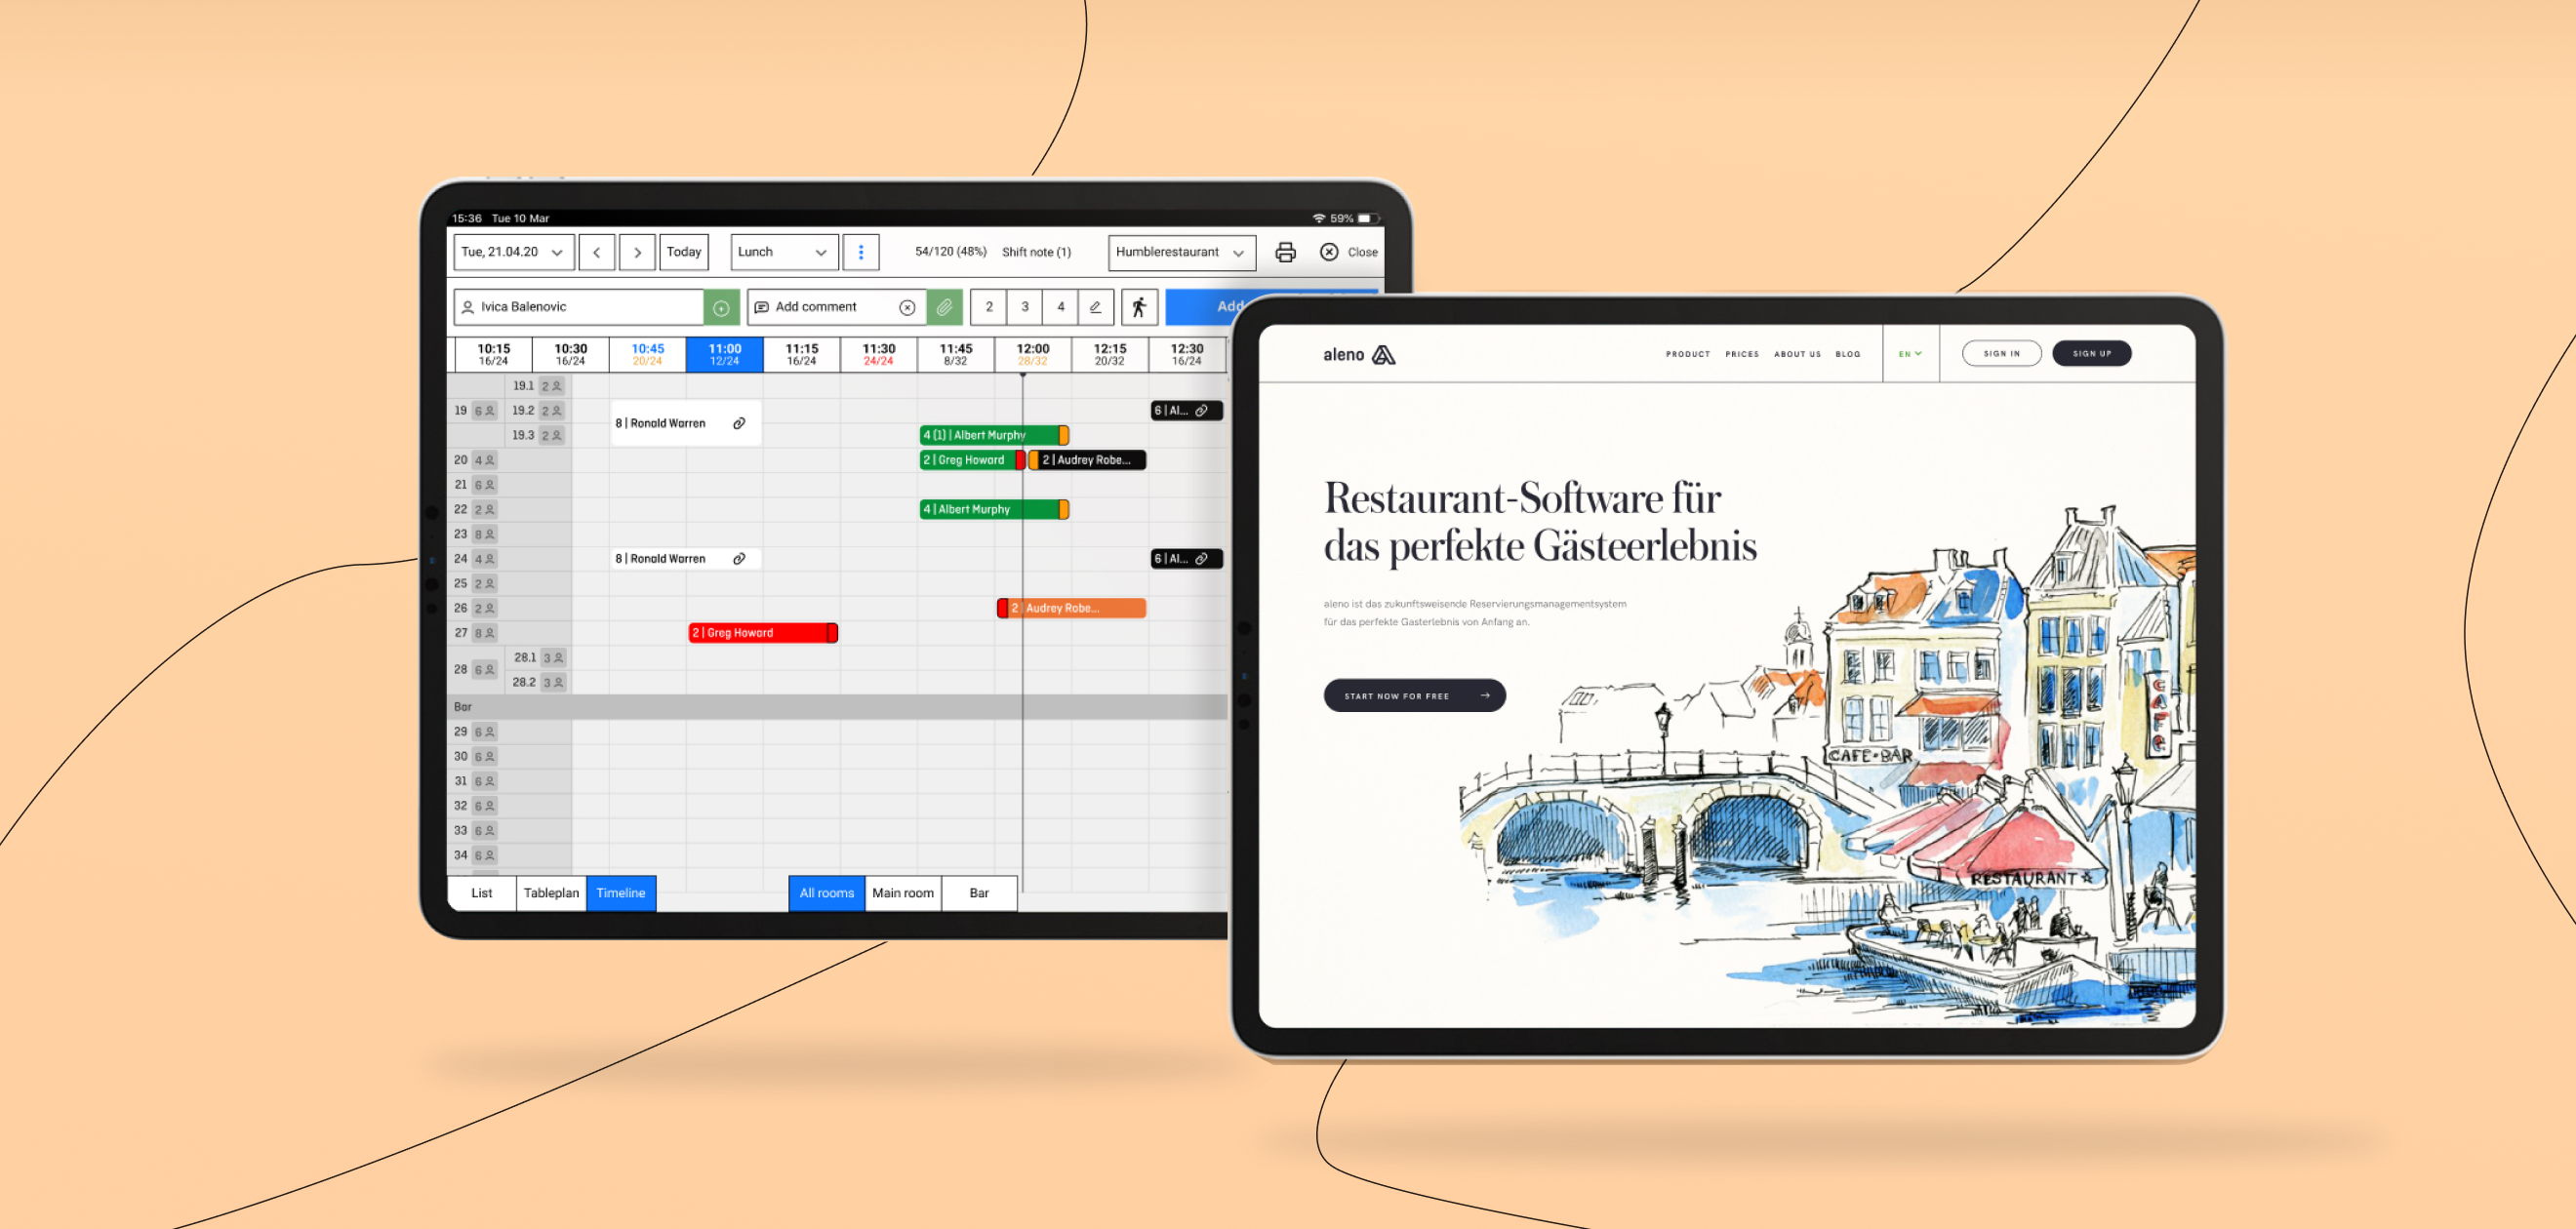 15:36 Tue 10 Mar
59%
Tue, 21.04.20
Today
Lunch
54/120 (48%)
Shift note (1)
Humblerestaurant
Close
Ivica Balenovic
Add comment
2 3 4
Add
10:15 10:30 10:45 11:00 11:15 11:30 11:45 12:00 12:15 12:30
16/24 16/24 20/24 12/24 16/24 24/24 8/32 28/32 20/32 16/24
19.1 2
19 6 19.2 2
6 | Al...
8 | Ronald Warren
19.3 2
4 (1) | Albert Murphy
20 4
2 | Greg Howard
2 | Audrey Robe...
21 6
22 2
4 | Albert Murphy
23 8
24 4
8 | Ronald Warren
6 | Al...
25 2
26 2
2 | Audrey Robe...
27 8
2 | Greg Howard
28.1 3
28 6
28.2 3
Bar
29 6
30 6
31 6
32 6
33 6
34 6
List Tableplan Timeline
All rooms Main room Bar
aleno
PRODUCT PRICES ABOUT US BLOG
EN
SIGN IN
SIGN UP
Restaurant-Software für
das perfekte Gästeerlebnis
aleno ist das zukunftsweisende Reservierungsmanagementsystem
für das perfekte Gasterlebnis von Anfang an.
START NOW FOR FREE
CAFE
CAFE·BAR
RESTAURANT